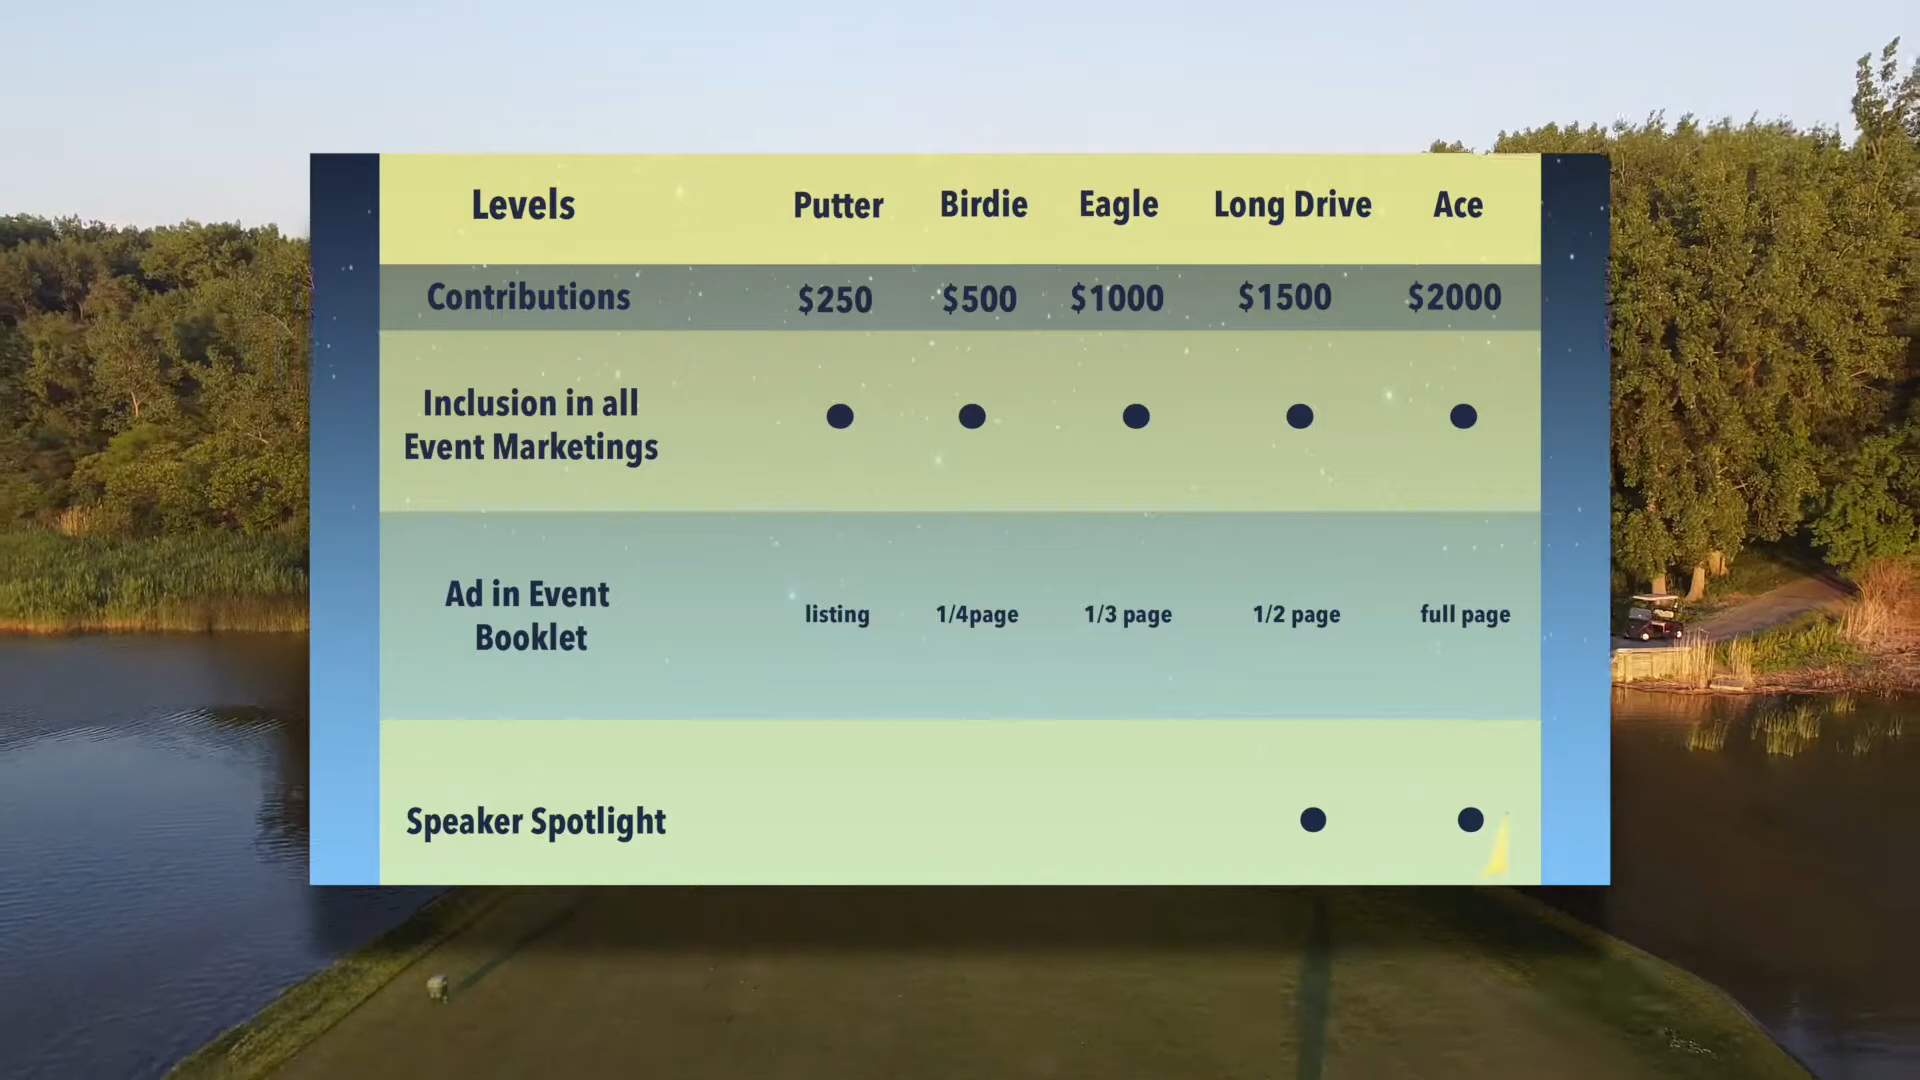 Levels Putter Birdie Eagle Long Drive Ace
Contributions $250 $500 $1000 $1500 $2000
Inclusion in all
Event Marketings
Ad in Event
Booklet
listing 1/4page 1/3 page 1/2 page full page
Speaker Spotlight